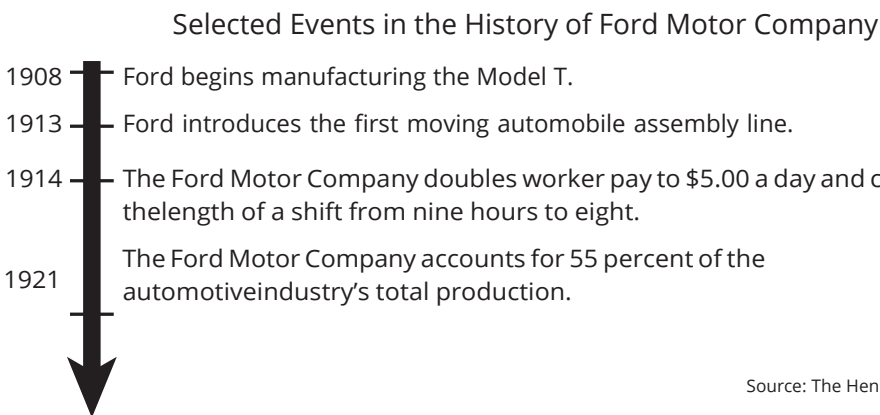 Selected Events in the History of Ford Motor Company
1908 Ford begins manufacturing the Model T.
1913 Ford introduces the first moving automobile assembly line.
1914 The Ford Motor Company doubles worker pay to $5.00 a day and
thelength of a shift from nine hours to eight.
1921 The Ford Motor Company accounts for 55 percent of the
automotiveindustry’s total production.
Source: The